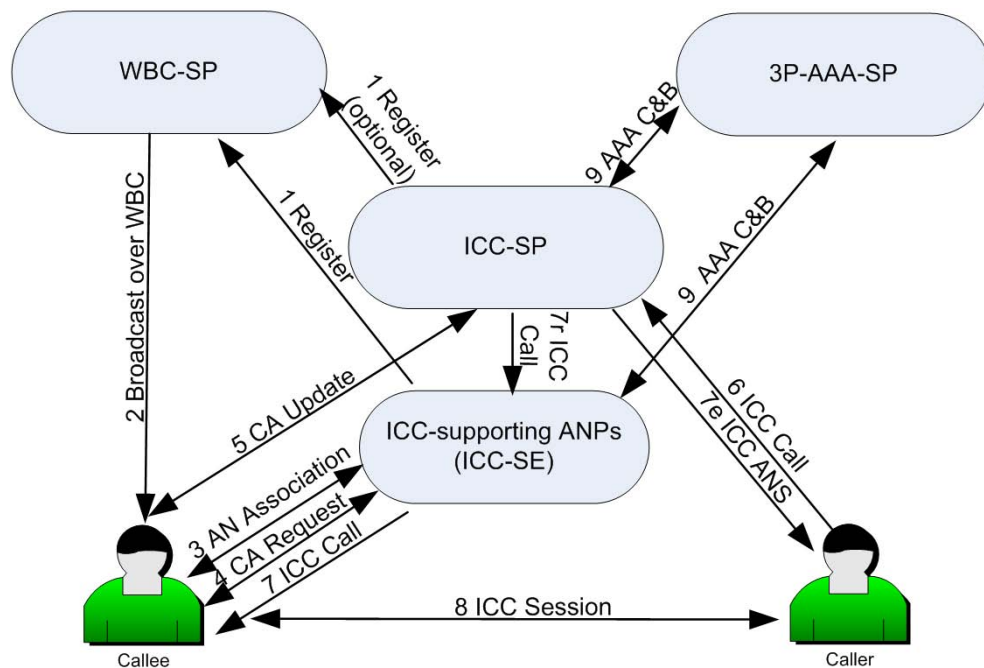 WBC-SP
3P-AAA-SP
1 Register
(optional)
9 AAA C&B
1 Register
ICC-SP
9 AAA C&B
2 Broadcast over WBC
7r ICC
Call
5 CA Update
6 ICC Call
7e ICC ANS
ICC-supporting ANPs
(ICC-SE)
3 AN Association
4 CA Request
7 ICC Call
8 ICC Session
Callee
Caller